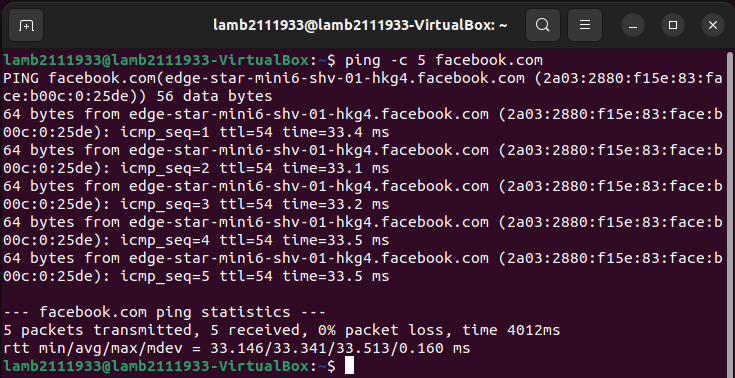 lamb2111933@lamb2111933-VirtualBox: ~
lamb2111933@lamb2111933-VirtualBox:~$ ping -c 5 facebook.com
PING facebook.com(edge-star-mini6-shv-01-hkg4.facebook.com (2a03:2880:f15e:83:fa
ce:b00c:0:25de)) 56 data bytes
64 bytes from edge-star-mini6-shv-01-hkg4.facebook.com (2a03:2880:f15e:83:face:b
00c:0:25de): icmp_seq=1 ttl=54 time=33.4 ms
64 bytes from edge-star-mini6-shv-01-hkg4.facebook.com (2a03:2880:f15e:83:face:b
00c:0:25de): icmp_seq=2 ttl=54 time=33.1 ms
64 bytes from edge-star-mini6-shv-01-hkg4.facebook.com (2a03:2880:f15e:83:face:b
00c:0:25de): icmp_seq=3 ttl=54 time=33.2 ms
64 bytes from edge-star-mini6-shv-01-hkg4.facebook.com (2a03:2880:f15e:83:face:b
00c:0:25de): icmp_seq=4 ttl=54 time=33.5 ms
64 bytes from edge-star-mini6-shv-01-hkg4.facebook.com (2a03:2880:f15e:83:face:b
00c:0:25de): icmp_seq=5 ttl=54 time=33.5 ms
--- facebook.com ping statistics ---
5 packets transmitted, 5 received, 0% packet loss, time 4012ms
rtt min/avg/max/mdev = 33.146/33.341/33.513/0.160 ms
lamb2111933@lamb2111933-VirtualBox:~$